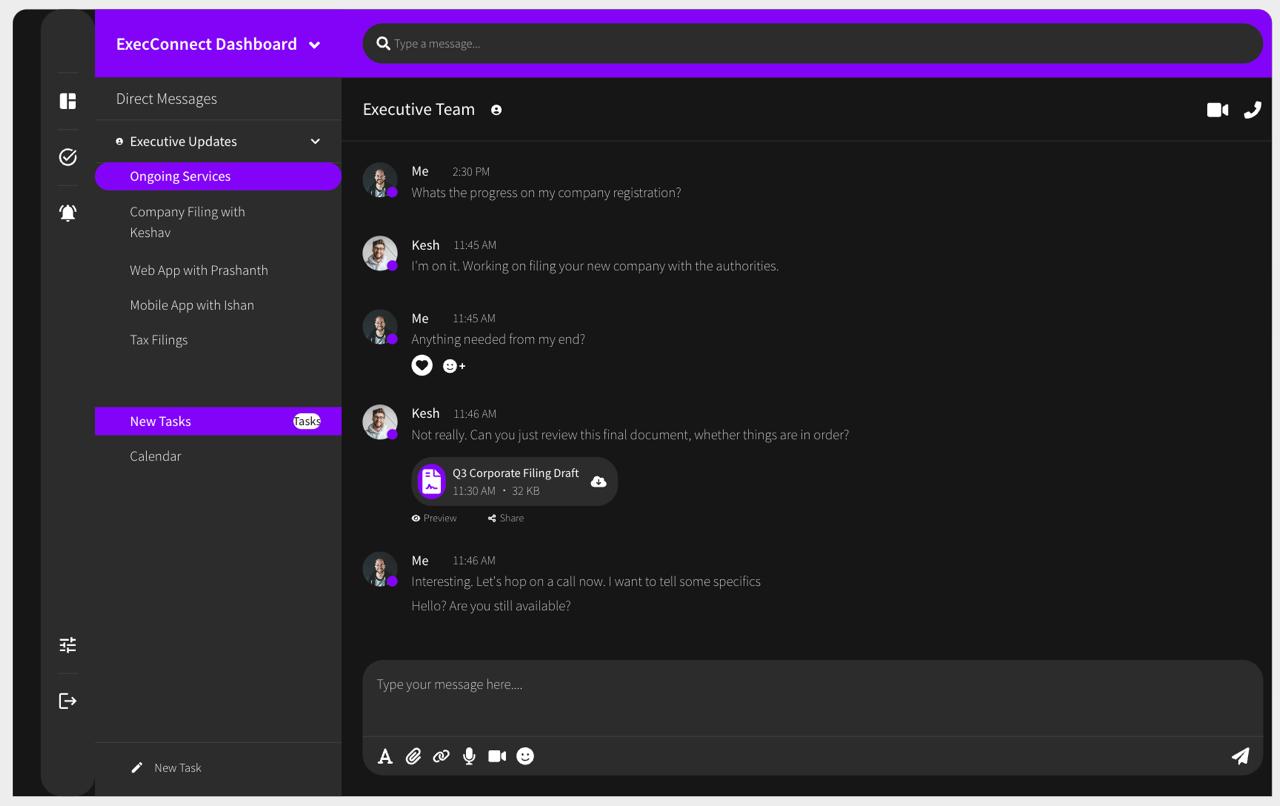 ExecConnect Dashboard
Type a message...
Direct Messages
Executive Updates
Ongoing Services
Company Filing with
Keshav
Web App with Prashanth
Mobile App with Ishan
Tax Filings
New Tasks
Tasks
Calendar
New Task
Executive Team
Me 2:30 PM
Whats the progress on my company registration?
Kesh 11:45 AM
I'm on it. Working on filing your new company with the authorities.
Me 11:45 AM
Anything needed from my end?
Kesh 11:46 AM
Not really. Can you just review this final document, whether things are in order?
Q3 Corporate Filing Draft
11:30 AM • 32 KB
Preview Share
Me 11:46 AM
Interesting. Let's hop on a call now. I want to tell some specifics
Hello? Are you still available?
Type your message here....